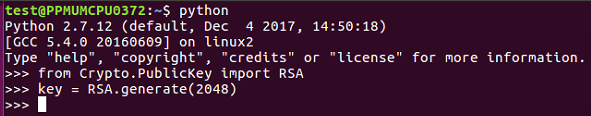 test@PPMUMCPU0372:~$ python
Python 2.7.12 (default, Dec  4 2017, 14:50:18)
[GCC 5.4.0 20160609] on linux2
Type "help", "copyright", "credits" or "license" for more information.
>>> from Crypto.PublicKey import RSA
>>> key = RSA.generate(2048)
>>>